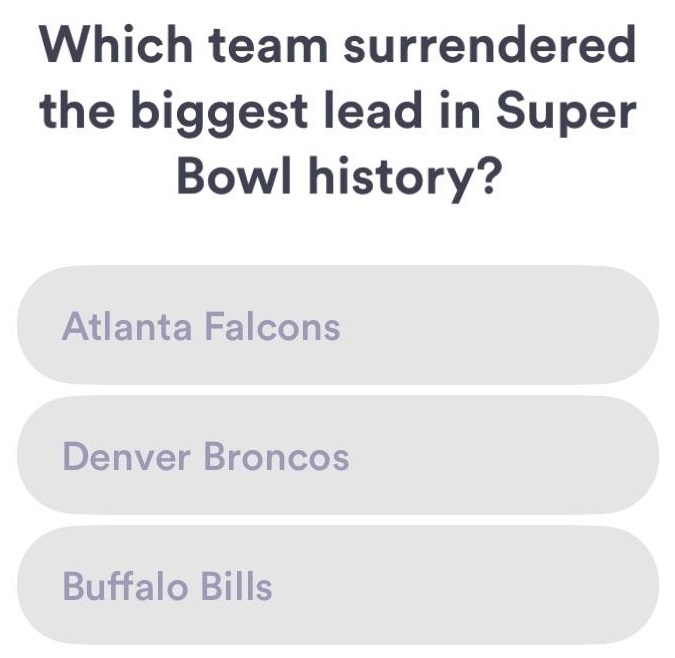 Which team surrendered
the biggest lead in Super
Bowl history?
Atlanta Falcons
Denver Broncos
Buffalo Bills